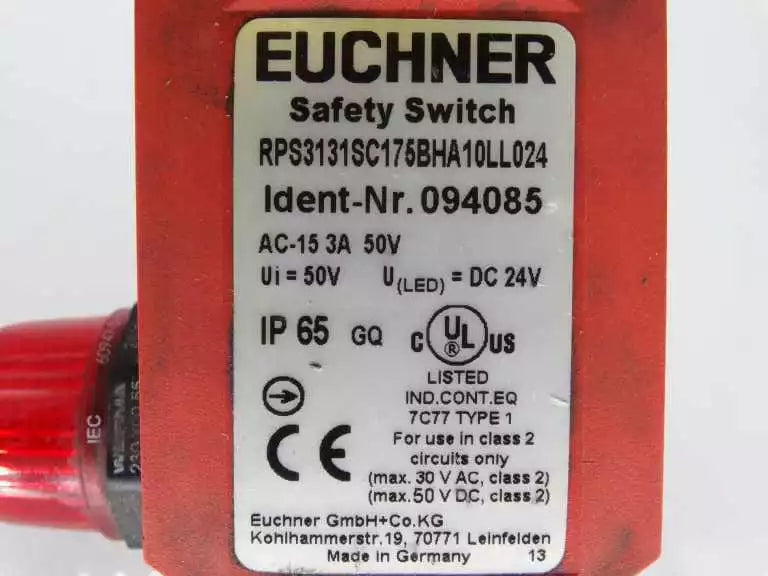 EUCHNER
Safety Switch
RPS3131SC175BHA10LL024
Ident-Nr. 094085
AC-15 3A 50V
Ui = 50V U(LED) = DC 24V
IP 65 GQ C UL ® US
LISTED
IND.CONT.EQ
7C77 TYPE 1
For use in class 2
circuits only
(max. 30 V AC, class 2)
(max. 50 V DC, class 2)
CE
Euchner GmbH+Co.KG
Kohlhammerstr.19, 70771 Leinfelden
Made in Germany 13
IEC